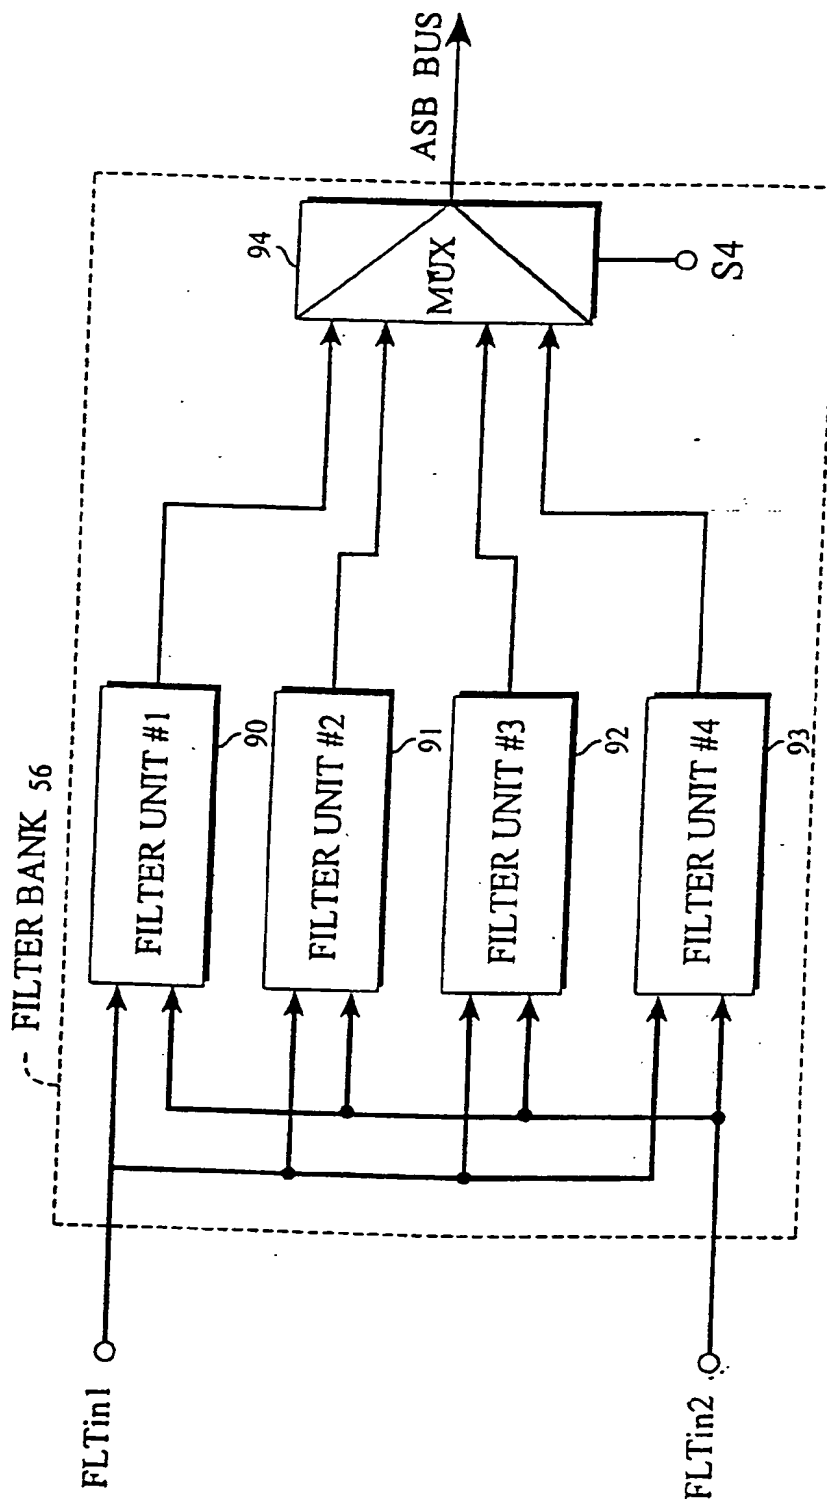 FILTER BANK 56
FLTin1
FLTin2
FILTER UNIT #1
90
FILTER UNIT #2
91
FILTER UNIT #3
92
FILTER UNIT #4
93
94
MUX
S4
ASB BUS